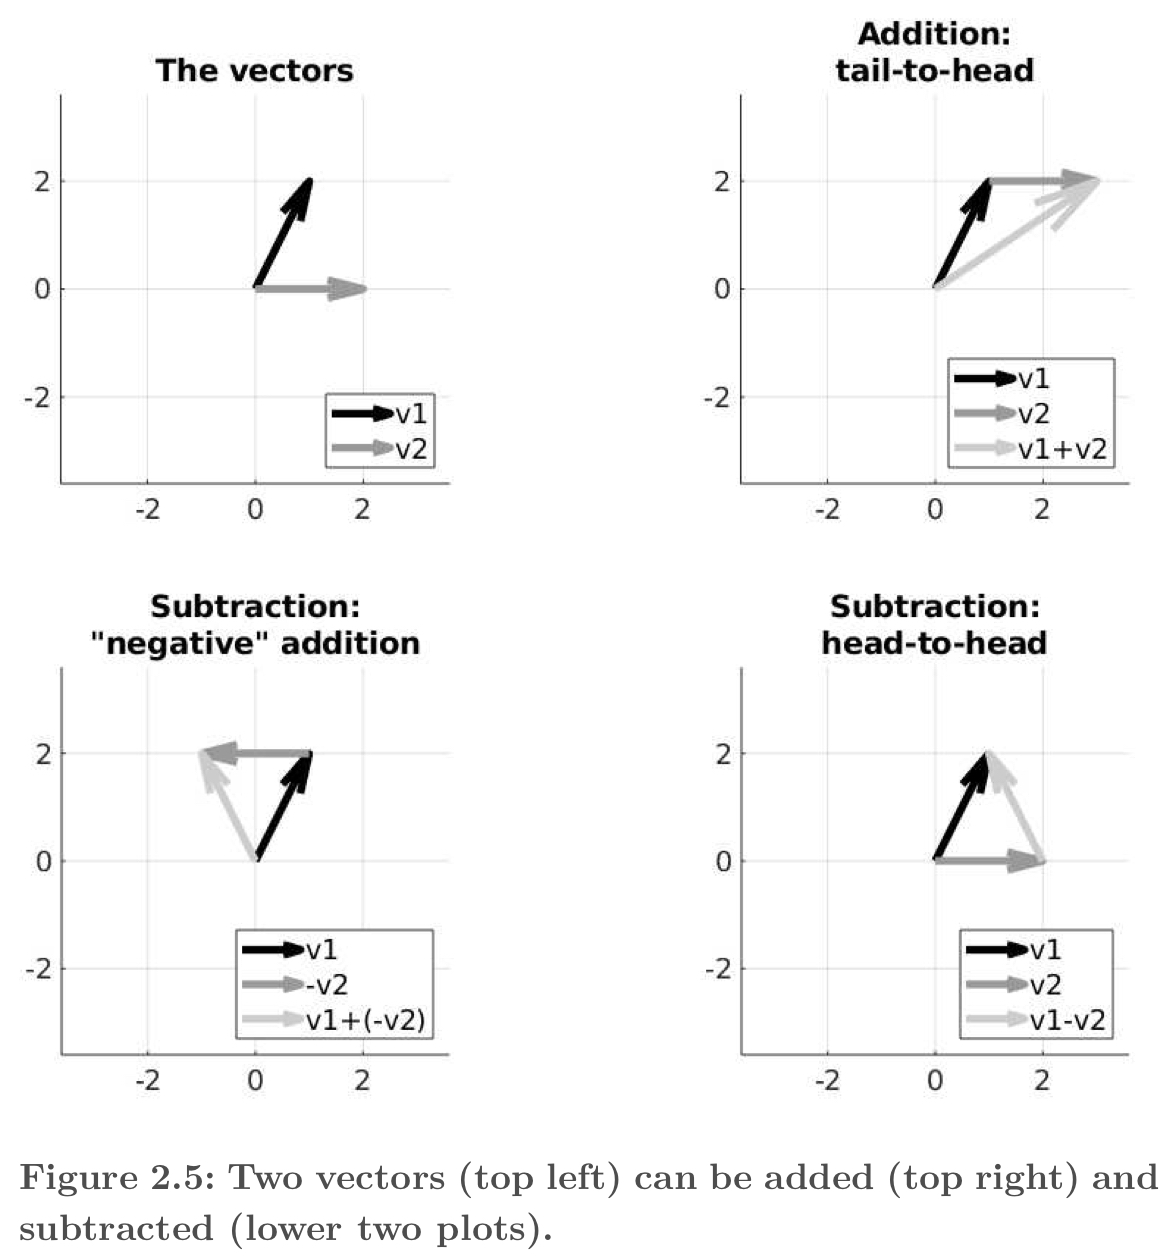 The vectors
2
0
-2
-2 0 2
v1
v2
Addition:
tail-to-head
2
0
-2
-2 0 2
v1
v2
v1+v2
Subtraction:
"negative" addition
2
0
-2
-2 0 2
v1
-v2
v1+(-v2)
Subtraction:
head-to-head
2
0
-2
-2 0 2
v1
v2
v1-v2
Figure 2.5: Two vectors (top left) can be added (top right) and
subtracted (lower two plots).